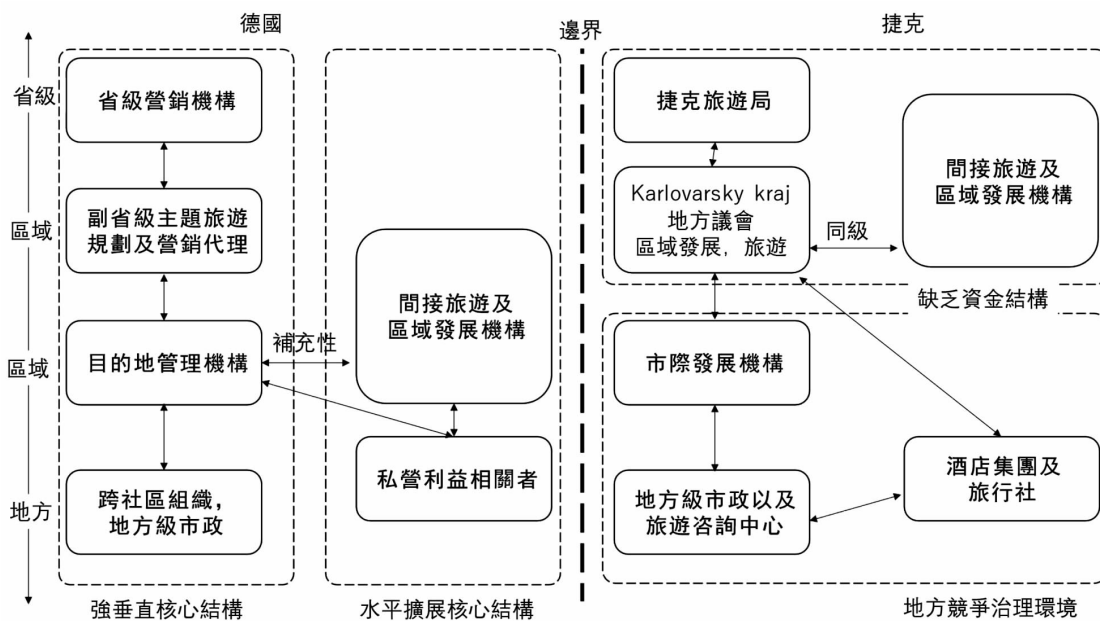 德國
邊界
捷克
省級
區域
區域
地方
省級營銷機構
副省級主題旅遊
規劃及營銷代理
目的地管理機構
跨社區組織，
地方級市政
強垂直核心結構
補充性
間接旅遊及
區域發展機構
私營利益相關者
水平擴展核心結構
捷克旅遊局
Karlovarsky kraj
地方議會
區域發展，旅遊
同級
間接旅遊及
區域發展機構
缺乏資金結構
市際發展機構
地方級市政以及
旅遊咨詢中心
酒店集團及
旅行社
地方競爭治理環境